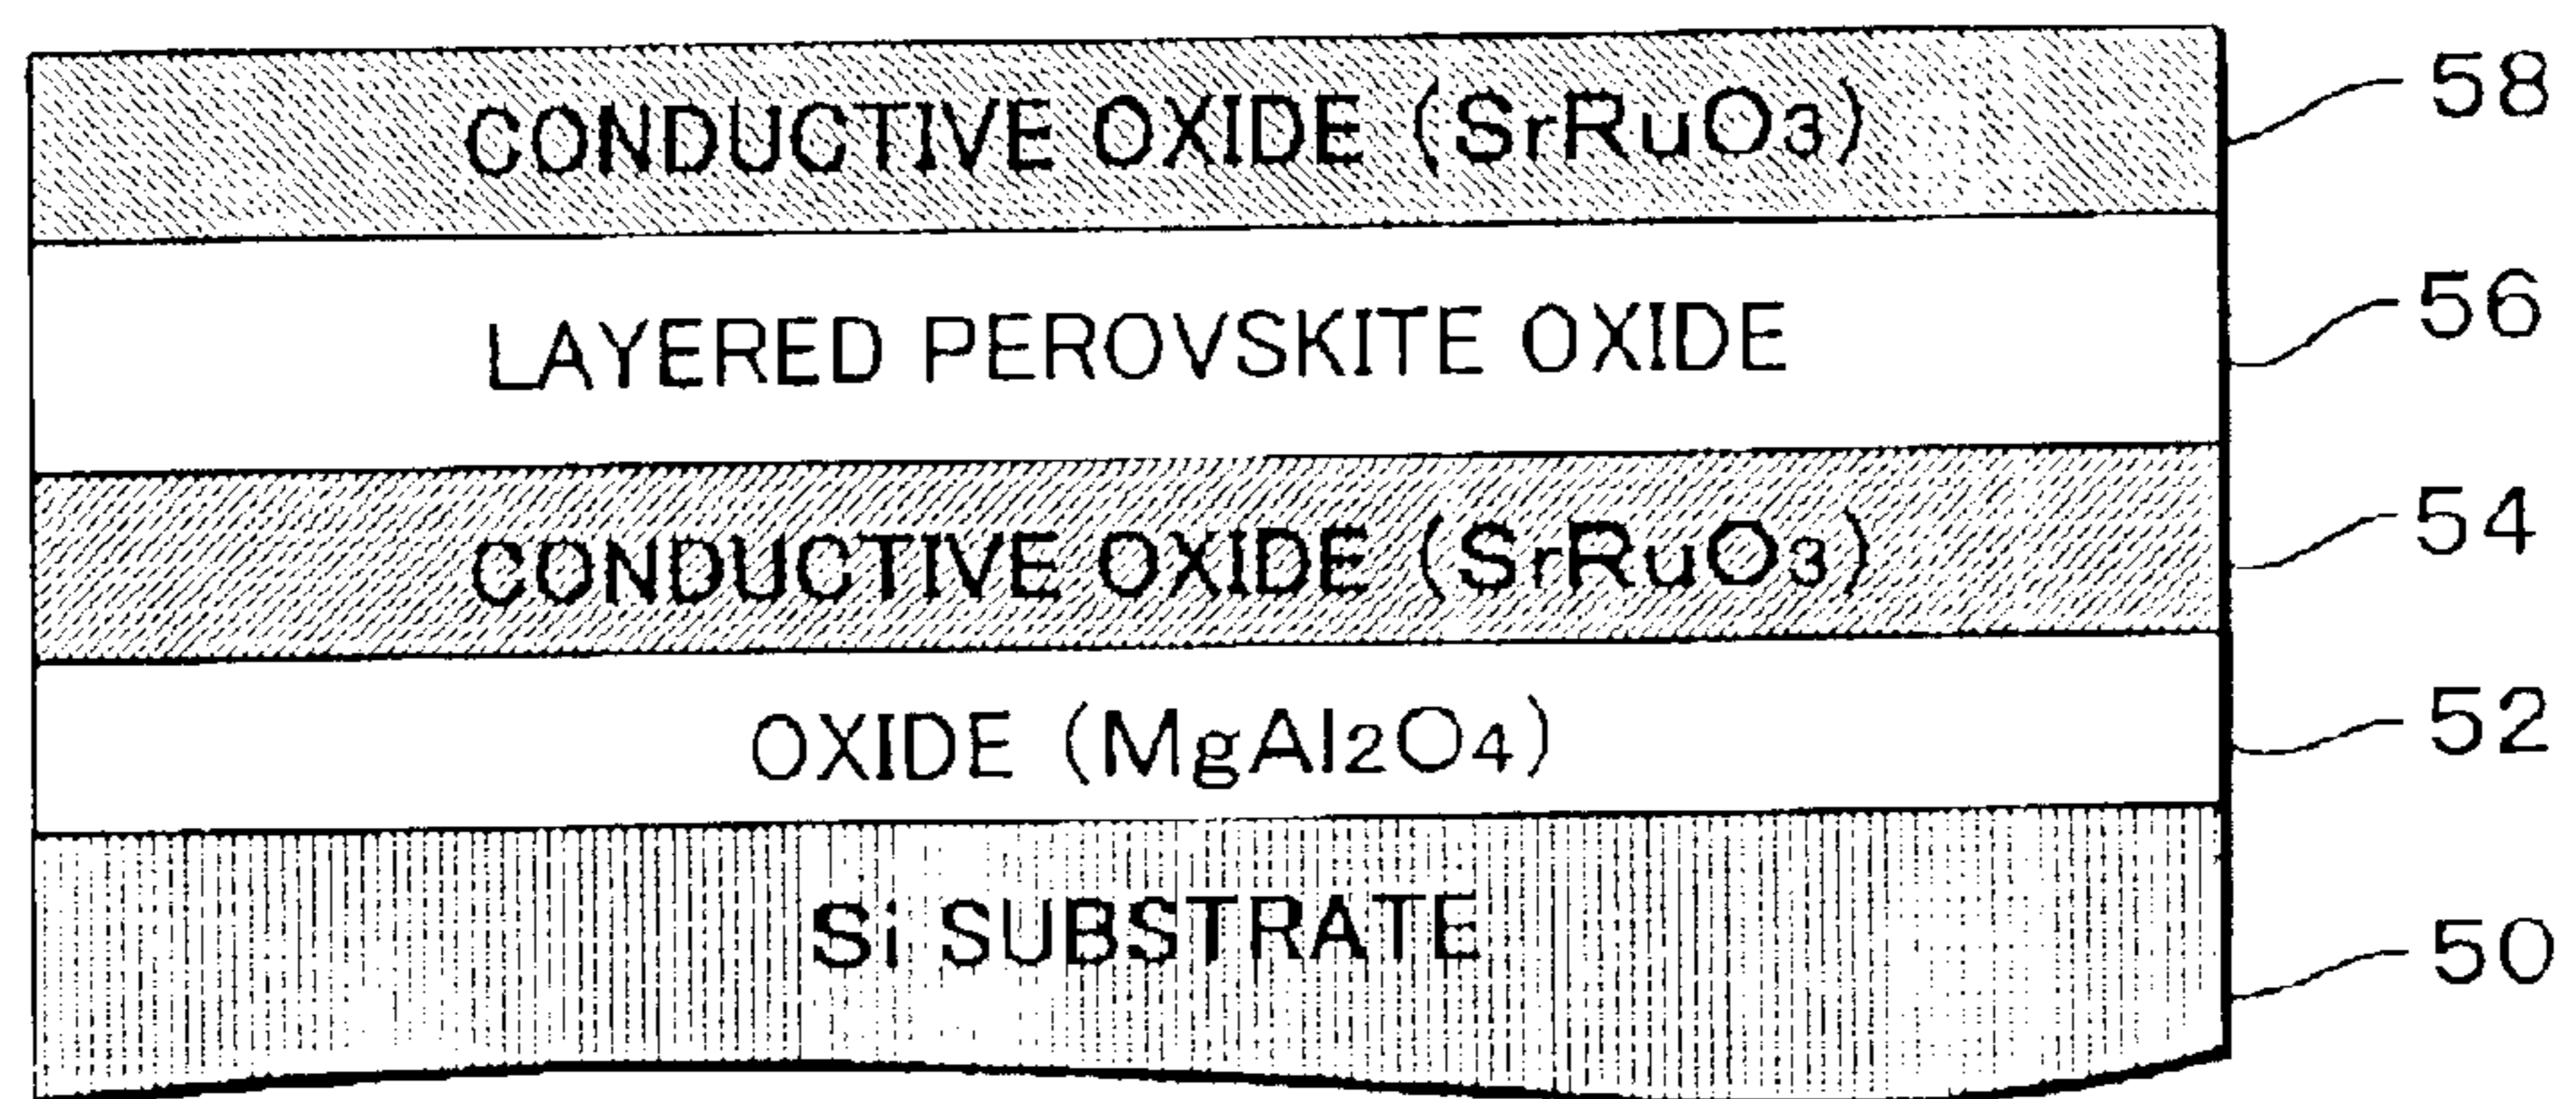 CONDUCTIVE OXIDE (SrRuO3) 58
LAYERED PEROVSKITE OXIDE 56
CONDUCTIVE OXIDE (SrRuO3) 54
OXIDE (MgAl2O4) 52
Si SUBSTRATE 50